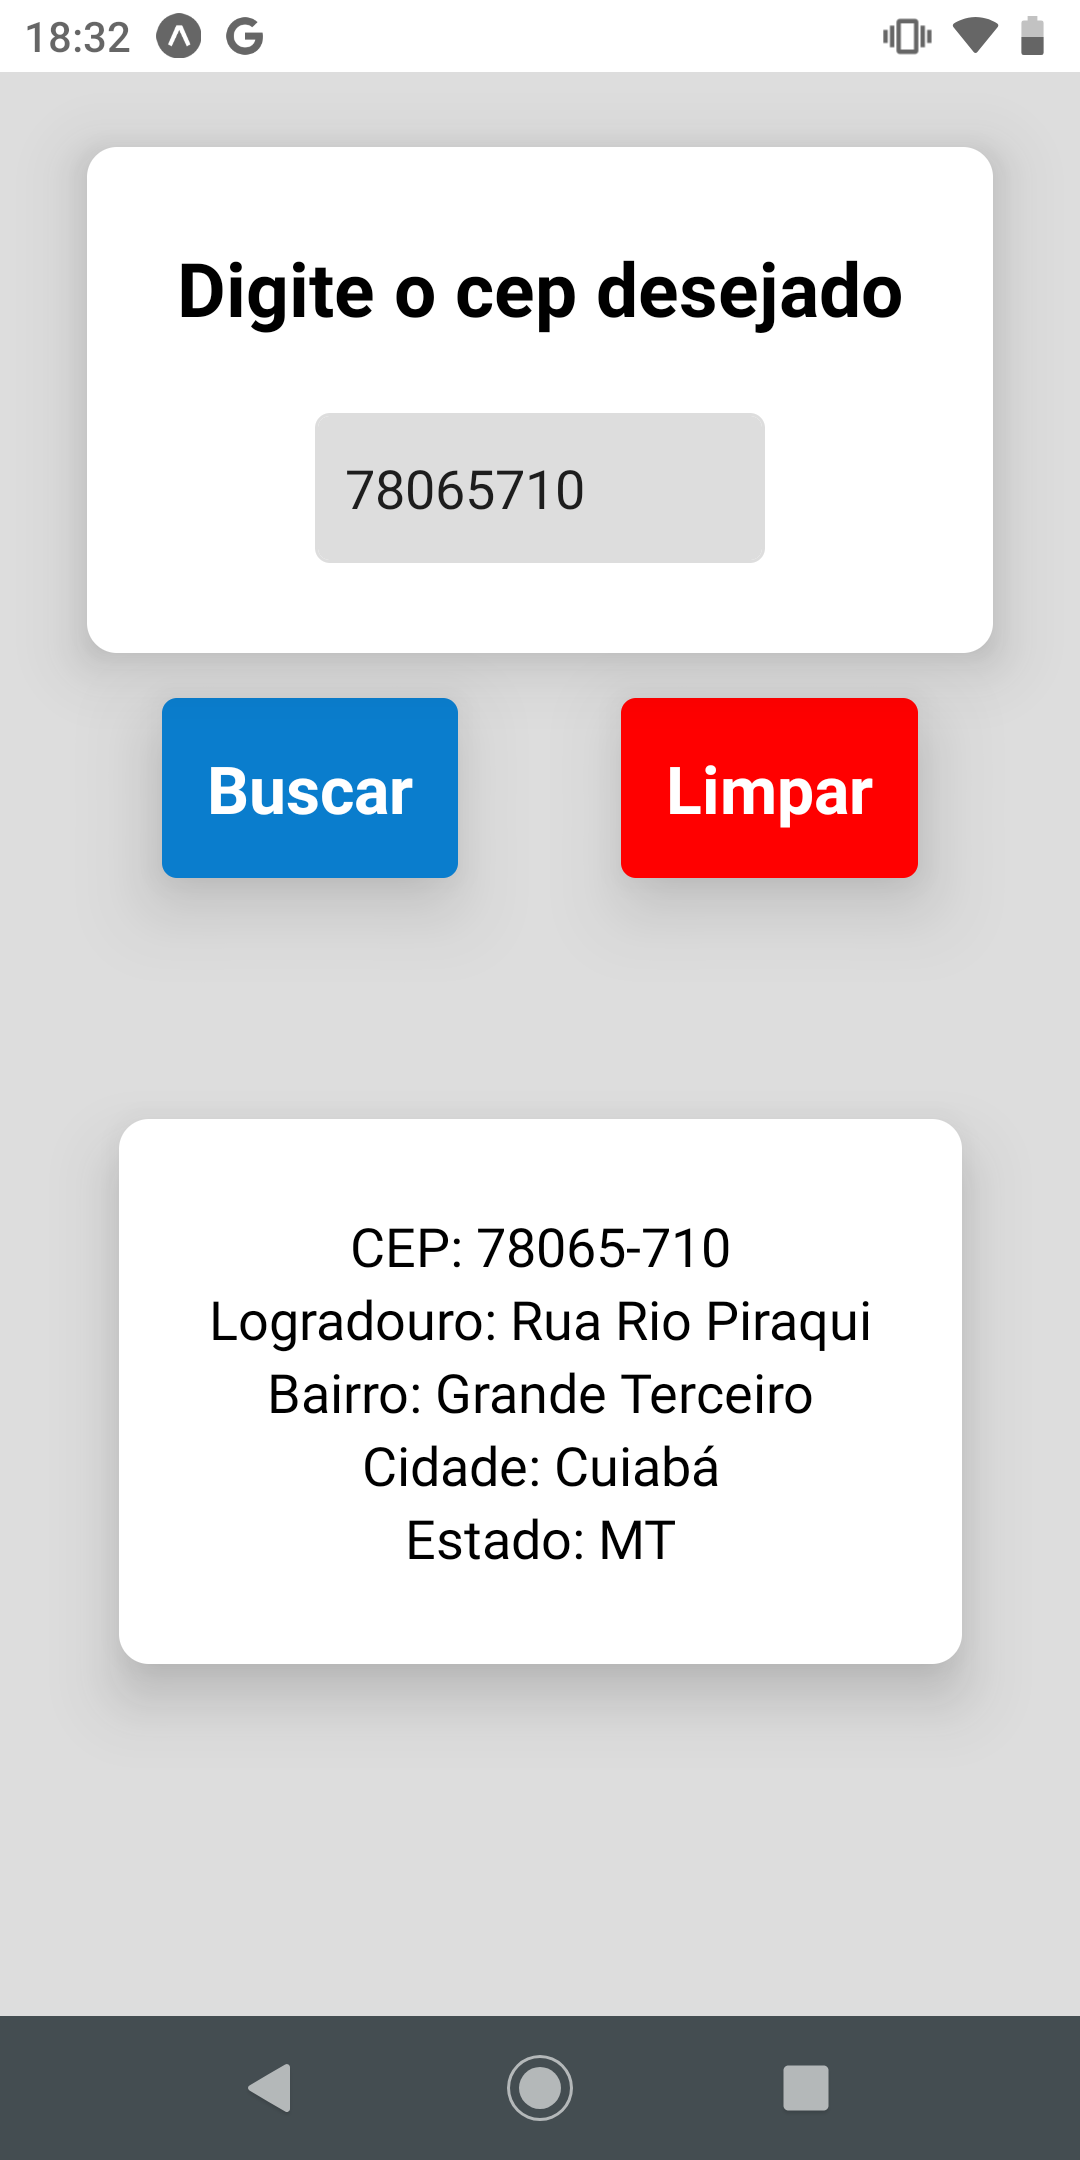 18:32
Digite o cep desejado
78065710
Buscar
Limpar
CEP: 78065-710
Logradouro: Rua Rio Piraqui
Bairro: Grande Terceiro
Cidade: Cuiabá
Estado: MT